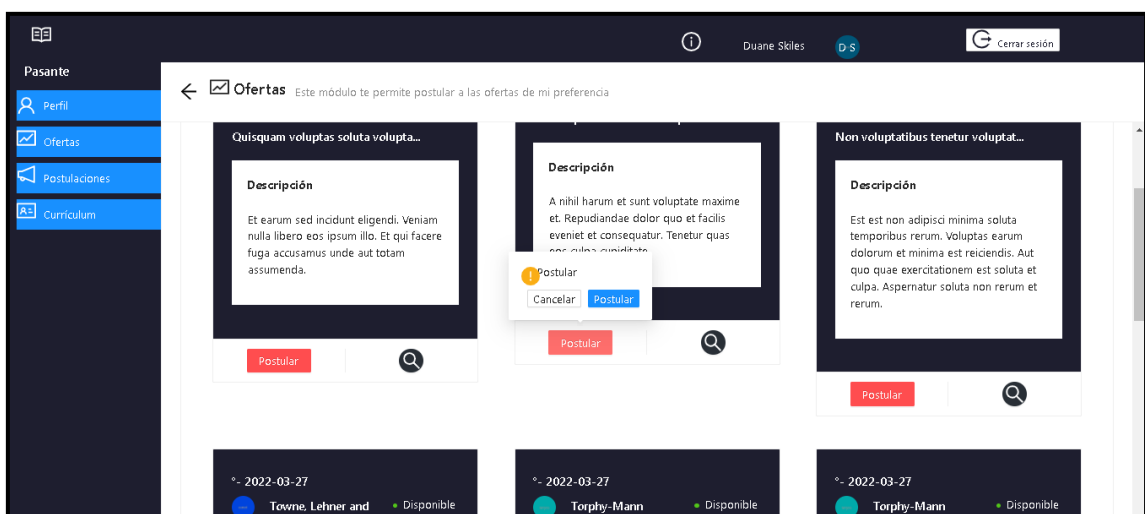 Duane Skiles
D S
Cerrar sesión
Pasante
Perfil
Ofertas
Postulaciones
Currículum
Ofertas Este módulo te permite postular a las ofertas de mi preferencia
Quisquam voluptas soluta volupta...
Descripción
Et earum sed incidunt eligendi. Veniam
nulla libero eos ipsum illo. Et qui facere
fuga accusamus unde aut totam
assumenda.
Postular
Descripción
A nihil harum et sunt voluptate maxime
et. Repudiandae dolor quo et facilis
eveniet et consequatur. Tenetur quas
eos culpa cupiditate
Postular
Cancelar Postular
Postular
Non voluptatibus tenetur voluptat...
Descripción
Est est non adipisci minima soluta
temporibus rerum. Voluptas earum
dolorum et minima est reiciendis. Aut
quo quae exercitationem est soluta et
culpa. Aspernatur soluta non rerum et
rerum.
Postular
°- 2022-03-27
Towne, Lehner and Disponible
°- 2022-03-27
Torphy-Mann Disponible
°- 2022-03-27
Torphy-Mann Disponible